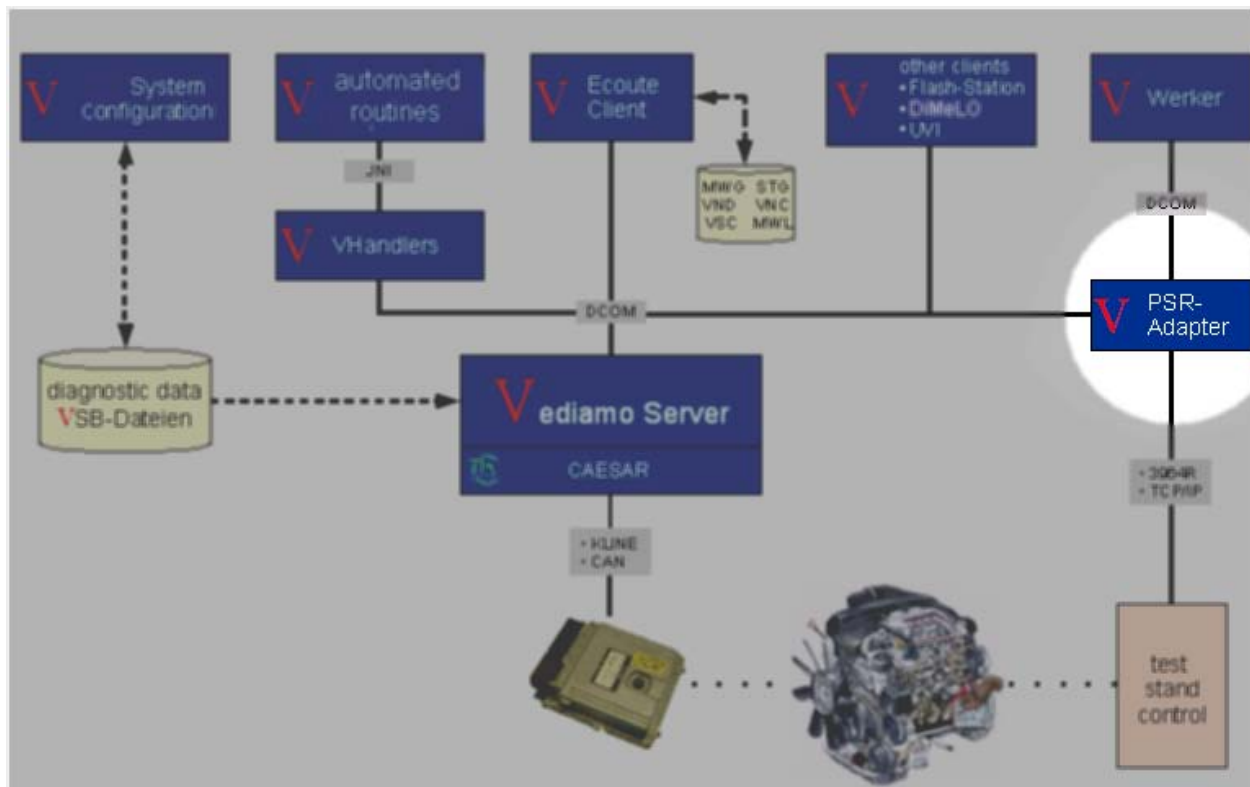 V System
configuration
V automated
routines
V Ecoute
Client
V other clients
• Flash-Station
• DiMeLO
• UVI
V Werker
JNI
MWG STG
VND VNC
VSC MWL
DCOM
V VHandlers
DCOM
V PSR-
Adapter
diagnostic data
VSB-Dateien
Vediamo Server
CAESAR
• 3964R
• TCP/IP
• KLINE
• CAN
test
stand
control